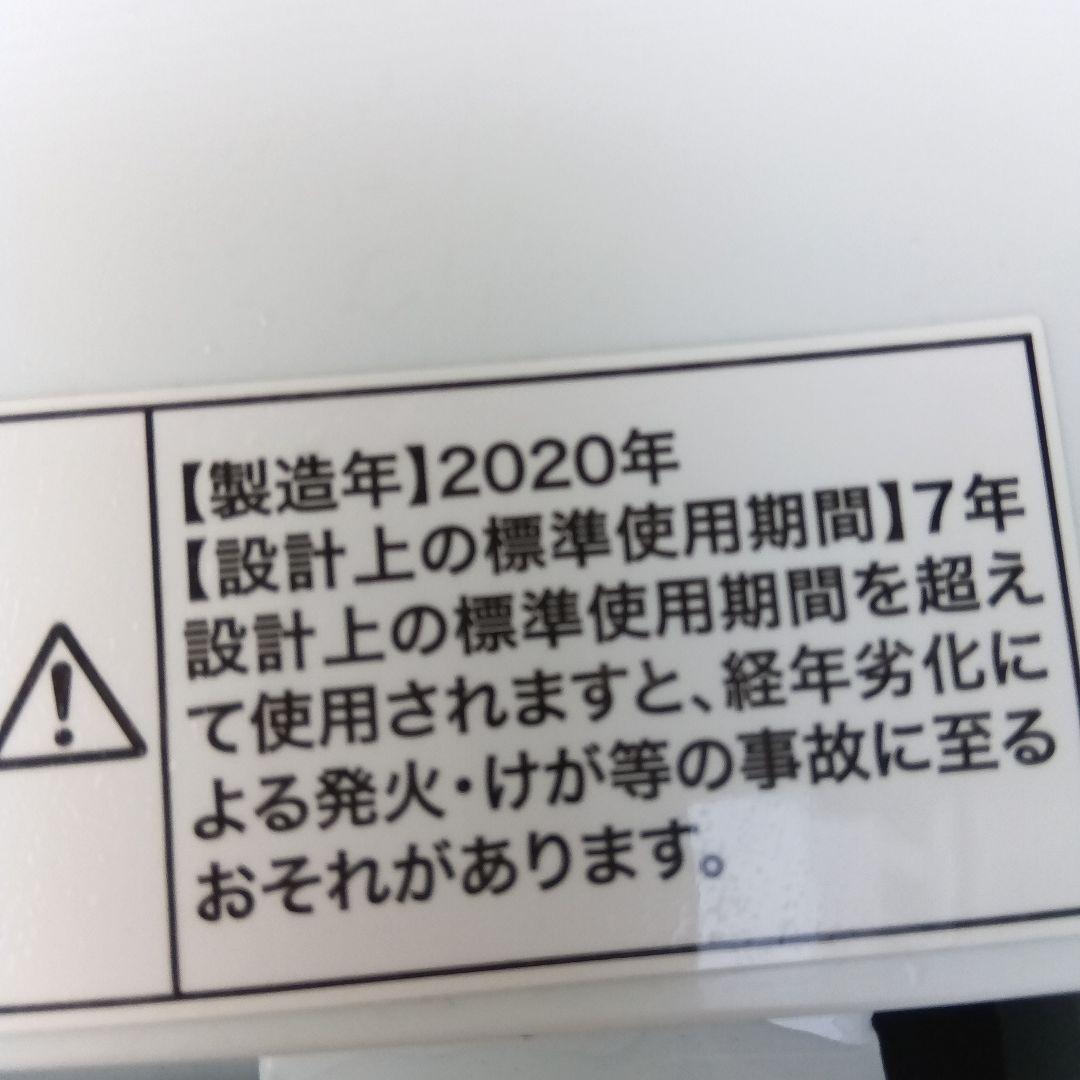 【製造年】2020年
【設計上の標準使用期間】7年
設計上の標準使用期間を超え
て使用されますと、経年劣化に
よる発火・けが等の事故に至る
おそれがあります。